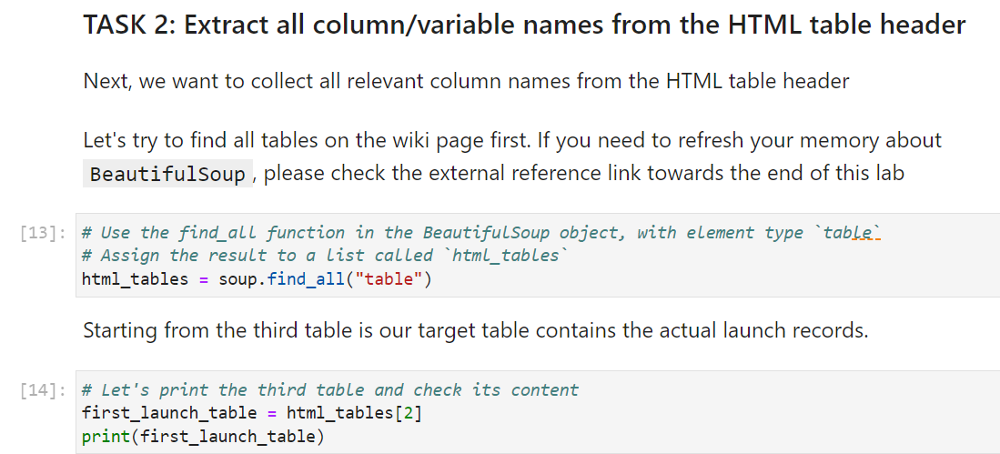 TASK 2: Extract all column/variable names from the HTML table header
Next, we want to collect all relevant column names from the HTML table header
Let's try to find all tables on the wiki page first. If you need to refresh your memory about
BeautifulSoup , please check the external reference link towards the end of this lab
[13]: # Use the find_all function in the BeautifulSoup object, with element type `table`
# Assign the result to a list called `html_tables`
html_tables = soup.find_all("table")
Starting from the third table is our target table contains the actual launch records.
[14]: # Let's print the third table and check its content
first_launch_table = html_tables[2]
print(first_launch_table)